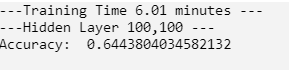 ---Training Time 6.01 minutes ---
---Hidden Layer 100,100 ---
Accuracy:  0.6443804034582132